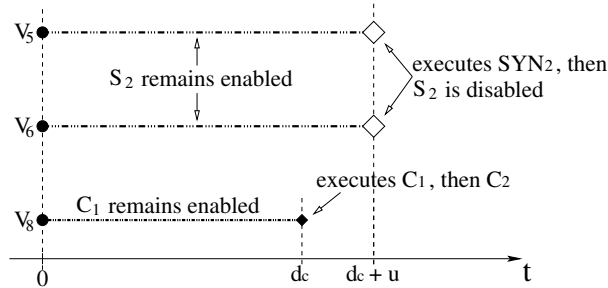 V5
executes SYN2, then
S2 is disabled
S2 remains enabled
V6
executes C1, then C2
C1 remains enabled
V8
0
dc
dc + u
t